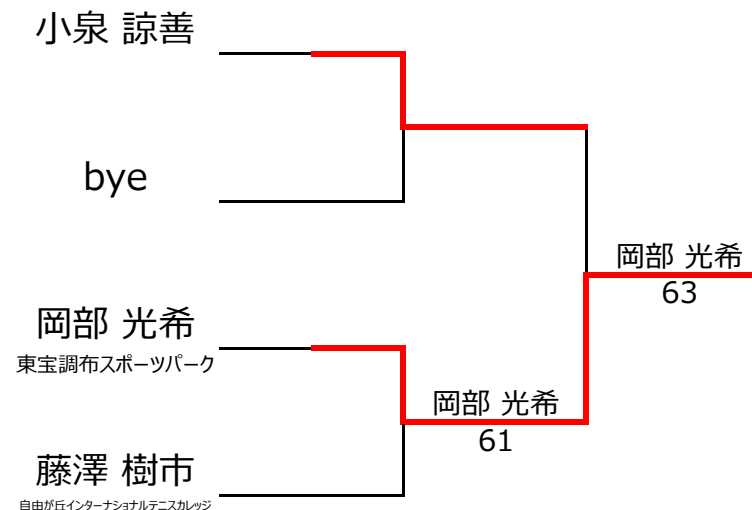 小泉 諒善
bye
岡部 光希
63
岡部 光希
東宝調布スポーツパーク
岡部 光希
61
藤澤 樹市
自由が丘インターナショナルテニスカレッジ